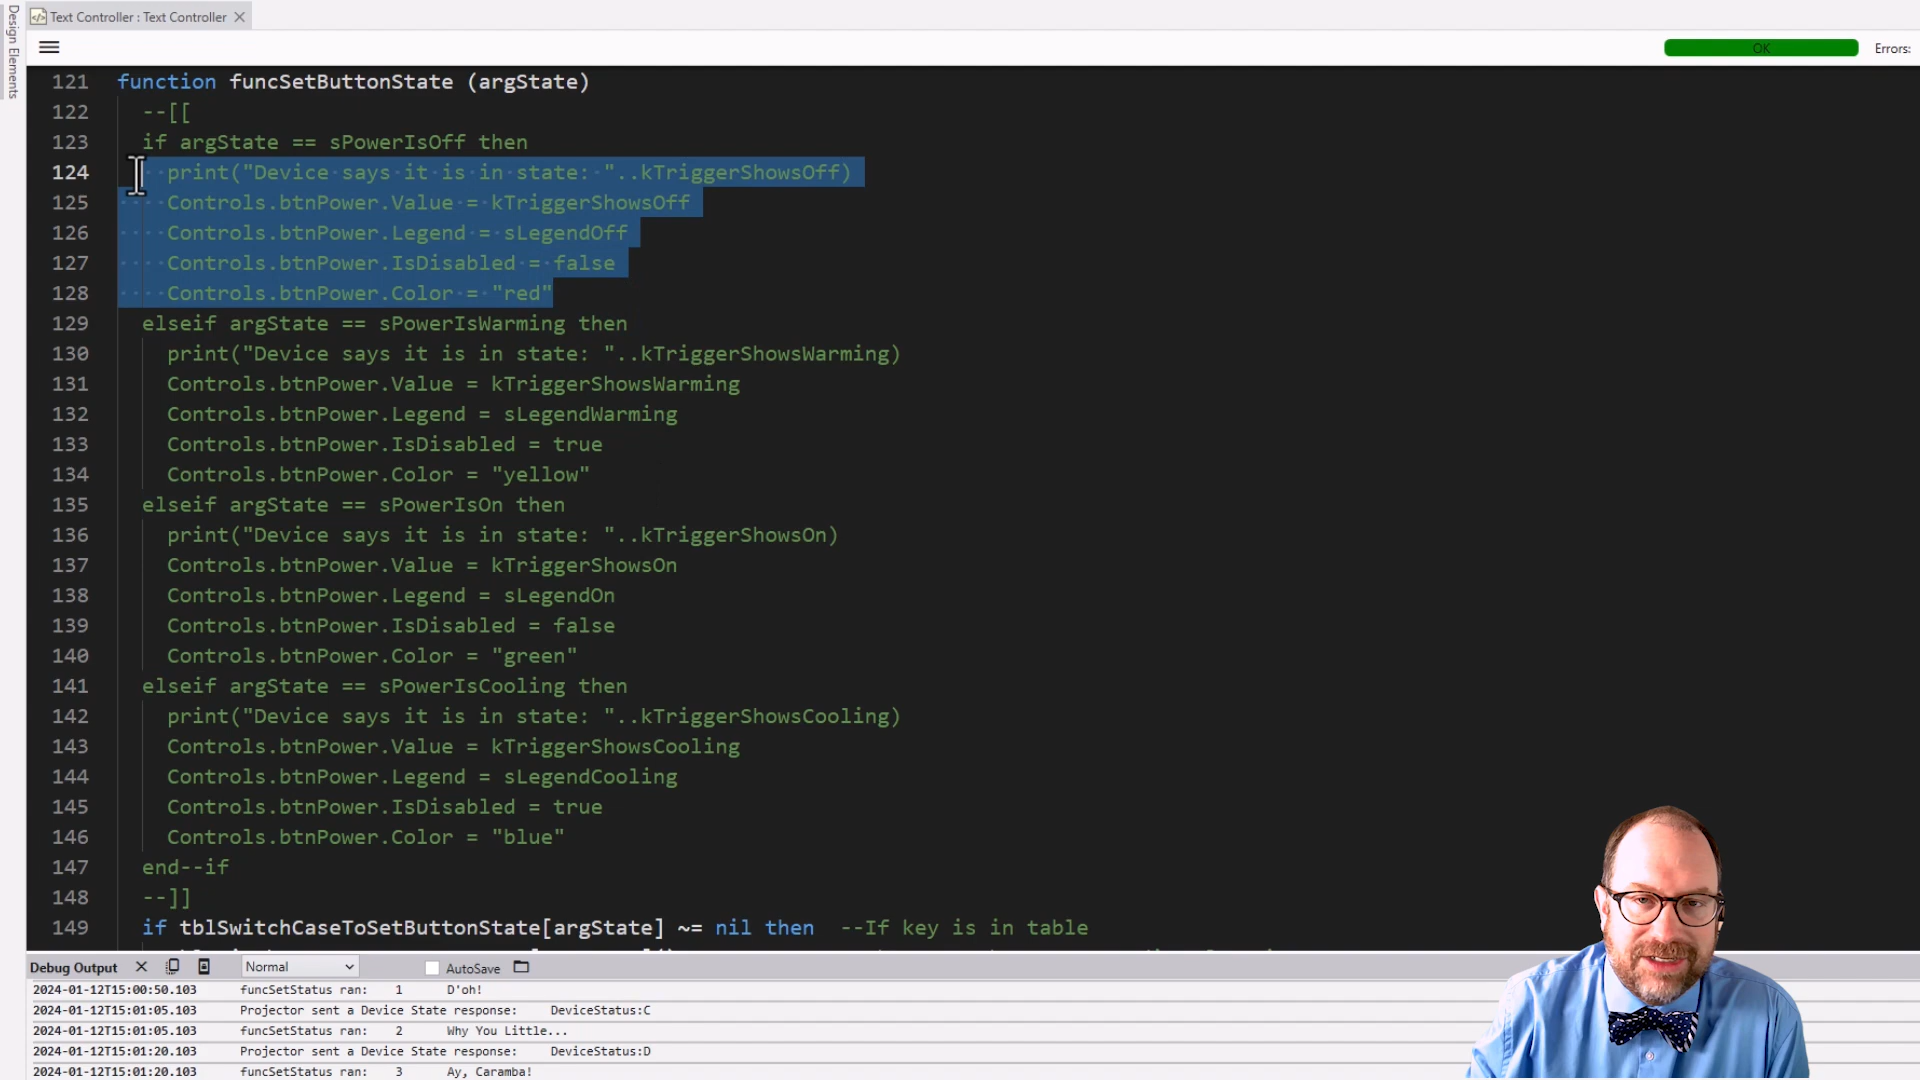 Design Elements
Text Controller : Text Controller
OK
Errors:
121 function funcSetButtonState (argState)
122 --[[
123 if argState == sPowerIsOff then
124 print("Device says it is in state: "..kTriggerShowsOff)
125 Controls.btnPower.Value = kTriggerShowsOff
126 Controls.btnPower.Legend = sLegendOff
127 Controls.btnPower.IsDisabled = false
128 Controls.btnPower.Color = "red"
129 elseif argState == sPowerIsWarming then
130 print("Device says it is in state: "..kTriggerShowsWarming)
131 Controls.btnPower.Value = kTriggerShowsWarming
132 Controls.btnPower.Legend = sLegendWarming
133 Controls.btnPower.IsDisabled = true
134 Controls.btnPower.Color = "yellow"
135 elseif argState == sPowerIsOn then
136 print("Device says it is in state: "..kTriggerShowsOn)
137 Controls.btnPower.Value = kTriggerShowsOn
138 Controls.btnPower.Legend = sLegendOn
139 Controls.btnPower.IsDisabled = false
140 Controls.btnPower.Color = "green"
141 elseif argState == sPowerIsCooling then
142 print("Device says it is in state: "..kTriggerShowsCooling)
143 Controls.btnPower.Value = kTriggerShowsCooling
144 Controls.btnPower.Legend = sLegendCooling
145 Controls.btnPower.IsDisabled = true
146 Controls.btnPower.Color = "blue"
147 end--if
148 --]]
149 if tblSwitchCaseToSetButtonState[argState] ~= nil then --If key is in table
Debug Output Normal AutoSave
2024-01-12T15:00:50.103 funcSetStatus ran: 1 D'oh!
2024-01-12T15:01:05.103 Projector sent a Device State response: DeviceStatus:C
2024-01-12T15:01:05.103 funcSetStatus ran: 2 Why You Little...
2024-01-12T15:01:20.103 Projector sent a Device State response: DeviceStatus:D
2024-01-12T15:01:20.103 funcSetStatus ran: 3 Ay, Caramba!